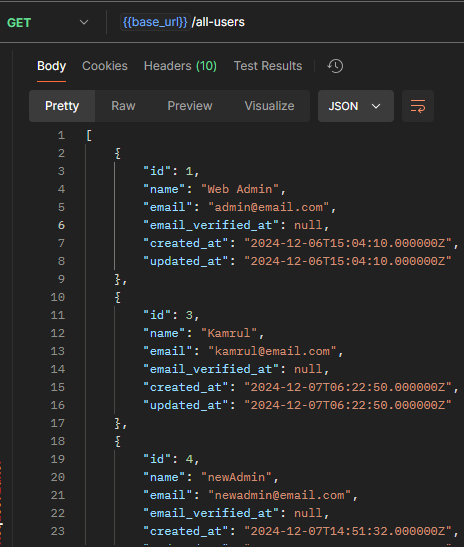 GET {{base_url}} /all-users
Body Cookies Headers (10) Test Results
Pretty Raw Preview Visualize JSON
1 [
2 {
3 "id": 1,
4 "name": "Web Admin",
5 "email": "admin@email.com",
6 "email_verified_at": null,
7 "created_at": "2024-12-06T15:04:10.000000Z",
8 "updated_at": "2024-12-06T15:04:10.000000Z"
9 },
10 {
11 "id": 3,
12 "name": "Kamrul",
13 "email": "kamrul@email.com",
14 "email_verified_at": null,
15 "created_at": "2024-12-07T06:22:50.000000Z",
16 "updated_at": "2024-12-07T06:22:50.000000Z
17 },
18 {
19 "id": 4,
20 "name": "newAdmin",
21 "email": "newadmin@email.com",
22 "email_verified_at": null,
23 "created_at": "2024-12-07T14:51:32.000000Z",